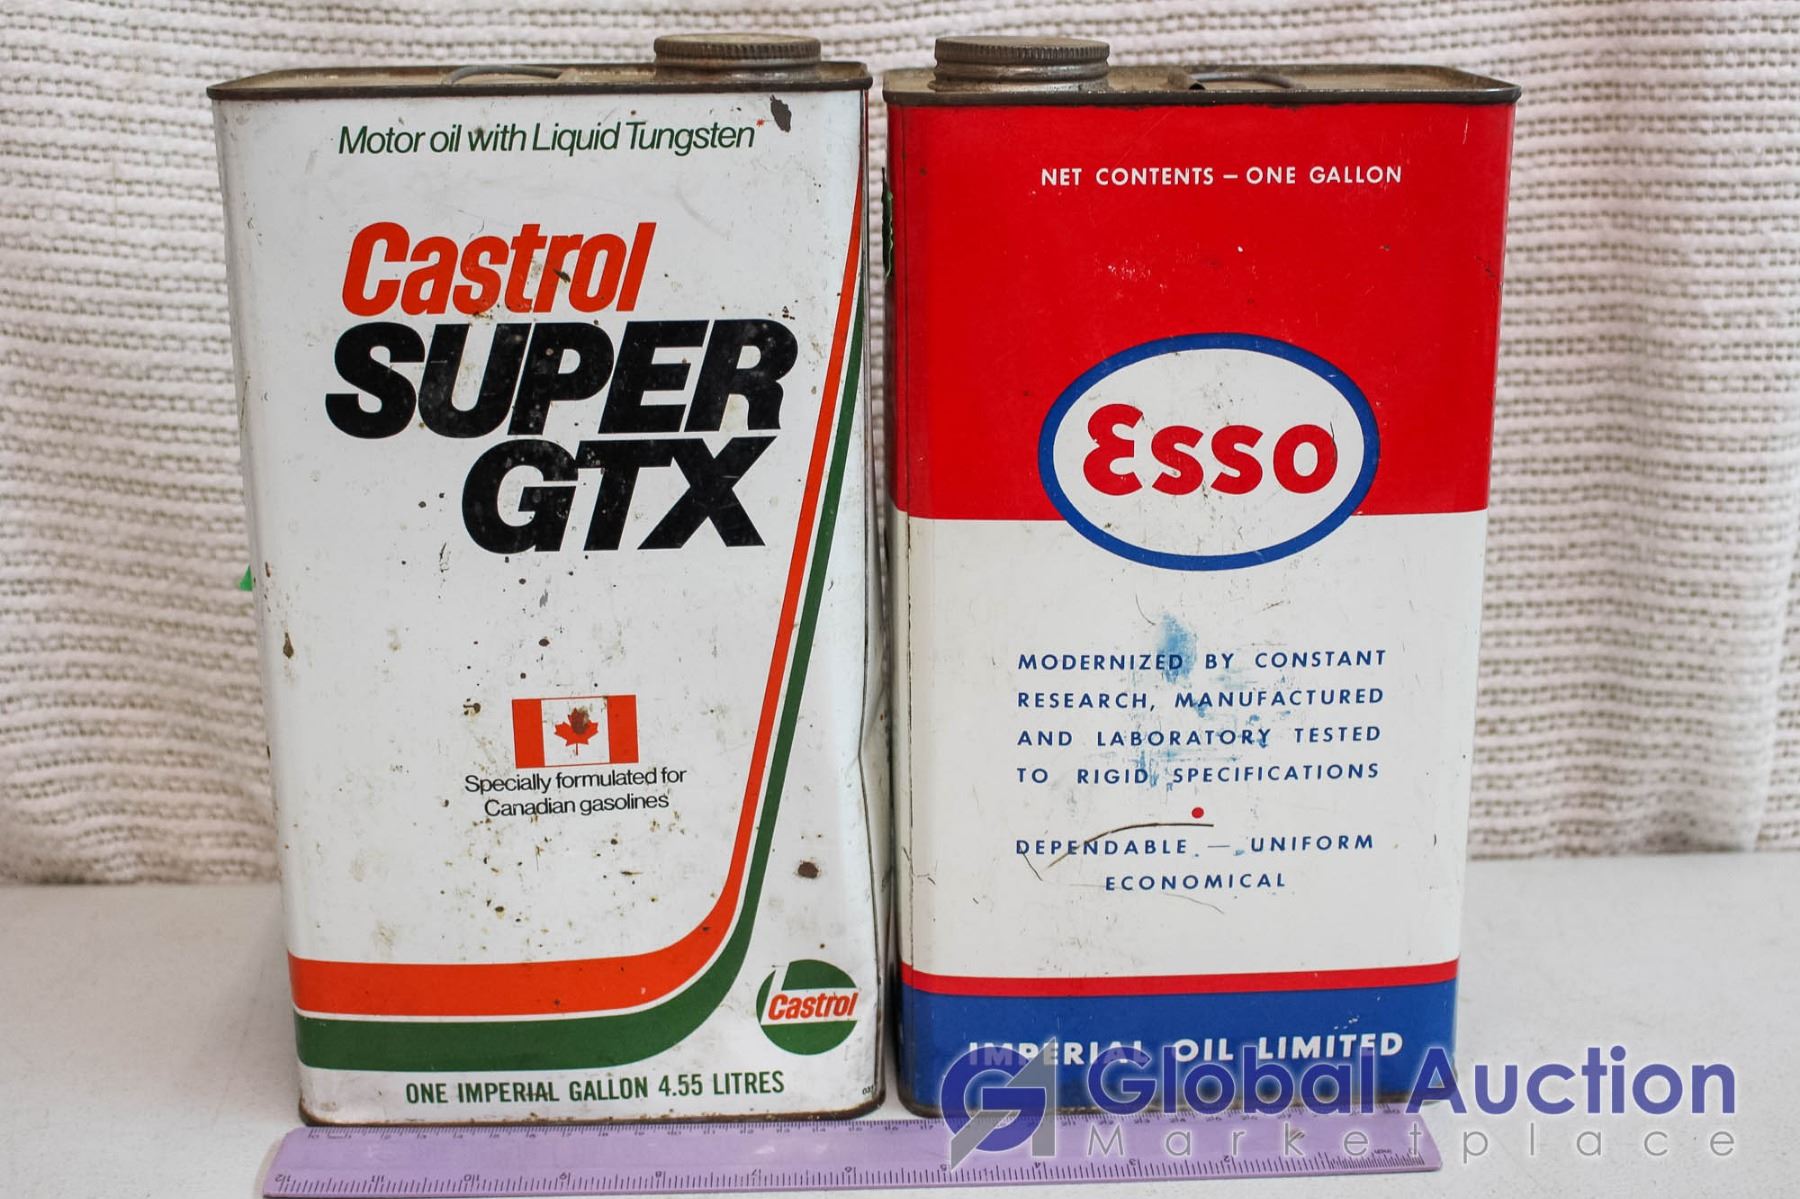 Motor oil with Liquid Tungsten*
Castrol
SUPER
GTX
Specially formulated for
Canadian gasolines
Castrol
ONE IMPERIAL GALLON 4.55 LITRES
NET CONTENTS – ONE GALLON
Esso
MODERNIZED BY CONSTANT
RESEARCH, MANUFACTURED
AND LABORATORY TESTED
TO RIGID SPECIFICATIONS
DEPENDABLE — UNIFORM
ECONOMICAL
IMPERIAL OIL LIMITED
Global Auction
Marketplace